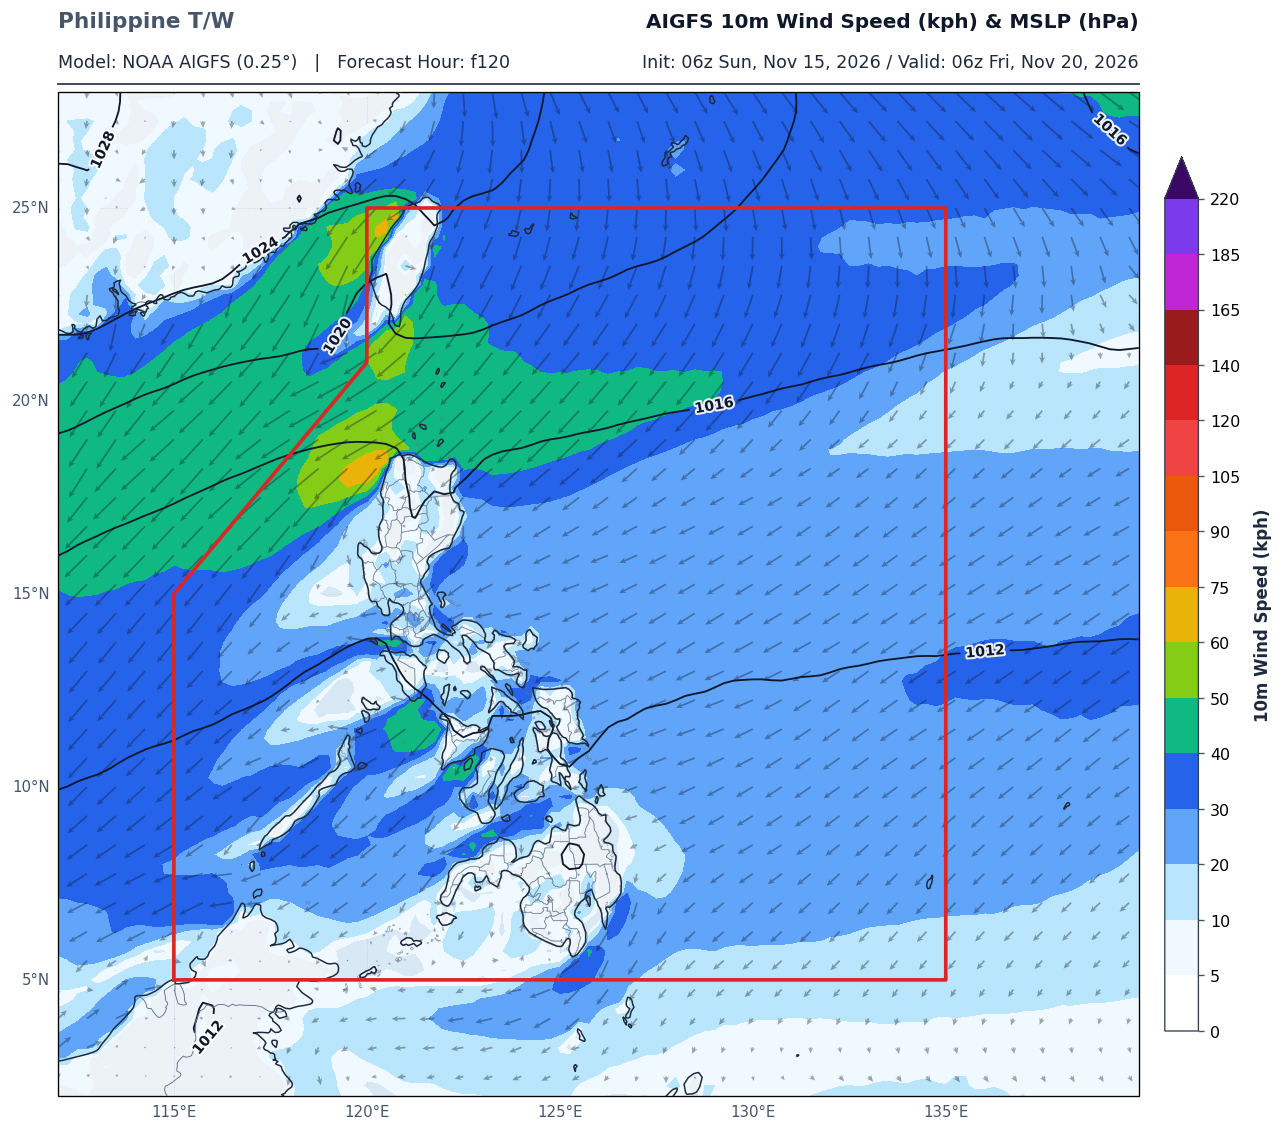 Philippine T/W
AIGFS 10m Wind Speed (kph) & MSLP (hPa)
Model: NOAA AIGFS (0.25°) | Forecast Hour: f120
Init: 06z Sun, Nov 15, 2026 / Valid: 06z Fri, Nov 20, 2026
1028
1016
1024
1020
1016
1012
1012
25°N
20°N
15°N
10°N
5°N
115°E
120°E
125°E
130°E
135°E
220
185
165
140
120
105
90
75
60
50
40
30
20
10
5
0
10m Wind Speed (kph)